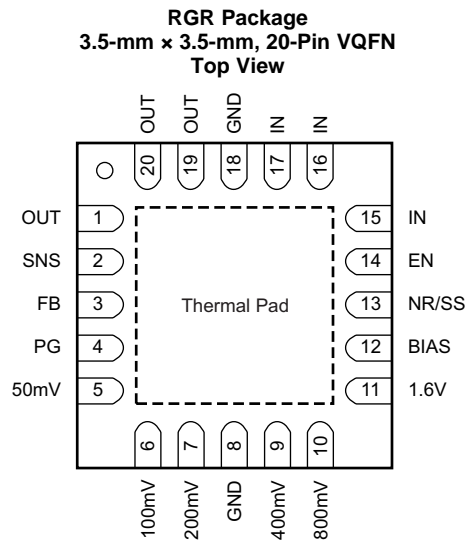 RGR Package
3.5-mm × 3.5-mm, 20-Pin VQFN
Top View
OUT OUT GND IN IN
20 19 18 17 16
OUT 1 15 IN
SNS 2 14 EN
FB 3 Thermal Pad 13 NR/SS
PG 4 12 BIAS
50mV 5 11 1.6V
6 7 8 9 10
100mV 200mV GND 400mV 800mV